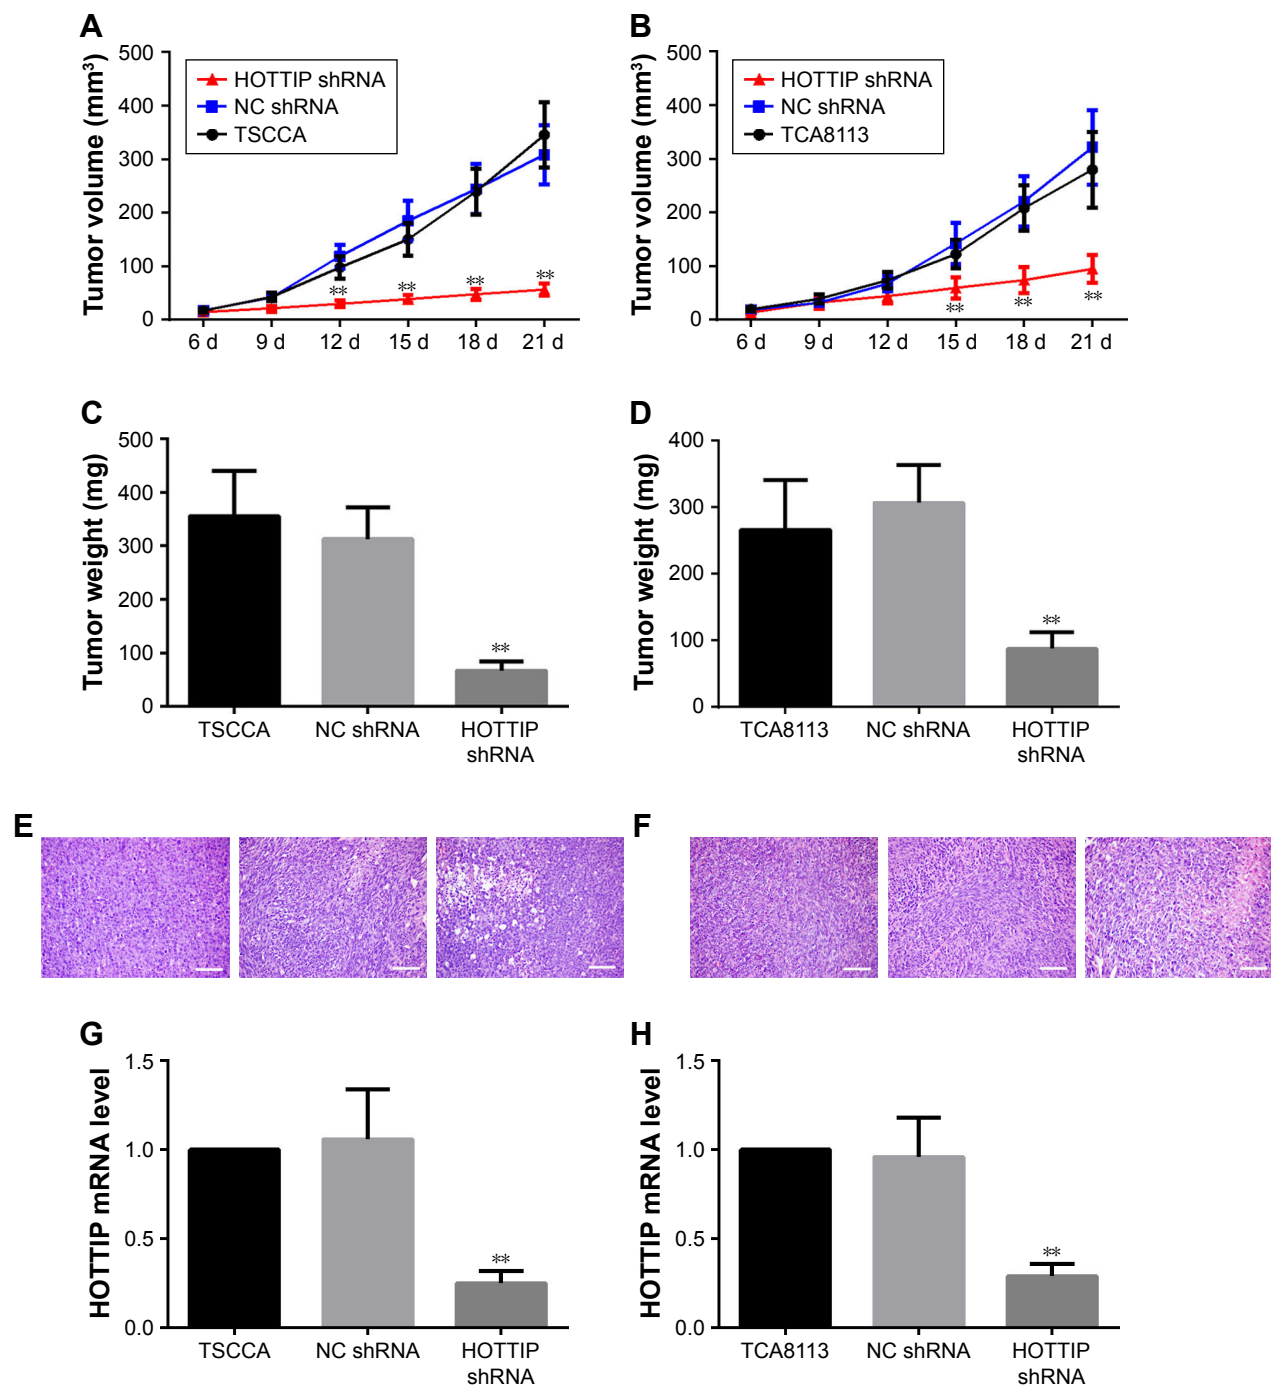 A
Tumor volume (mm³)
500
400
300
200
100
0
HOTTIP shRNA
NC shRNA
TSCCA
**
**
**
**
6 d
9 d
12 d
15 d
18 d
21 d
B
Tumor volume (mm³)
500
400
300
200
100
0
HOTTIP shRNA
NC shRNA
TCA8113
**
**
**
6 d
9 d
12 d
15 d
18 d
21 d
C
Tumor weight (mg)
500
400
300
200
100
0
**
TSCCA
NC shRNA
HOTTIP
shRNA
D
Tumor weight (mg)
400
300
200
100
0
**
TCA8113
NC shRNA
HOTTIP
shRNA
E
F
G
HOTTIP mRNA level
1.5
1.0
0.5
0.0
**
TSCCA
NC shRNA
HOTTIP
shRNA
H
HOTTIP mRNA level
1.5
1.0
0.5
0.0
**
TCA8113
NC shRNA
HOTTIP
shRNA